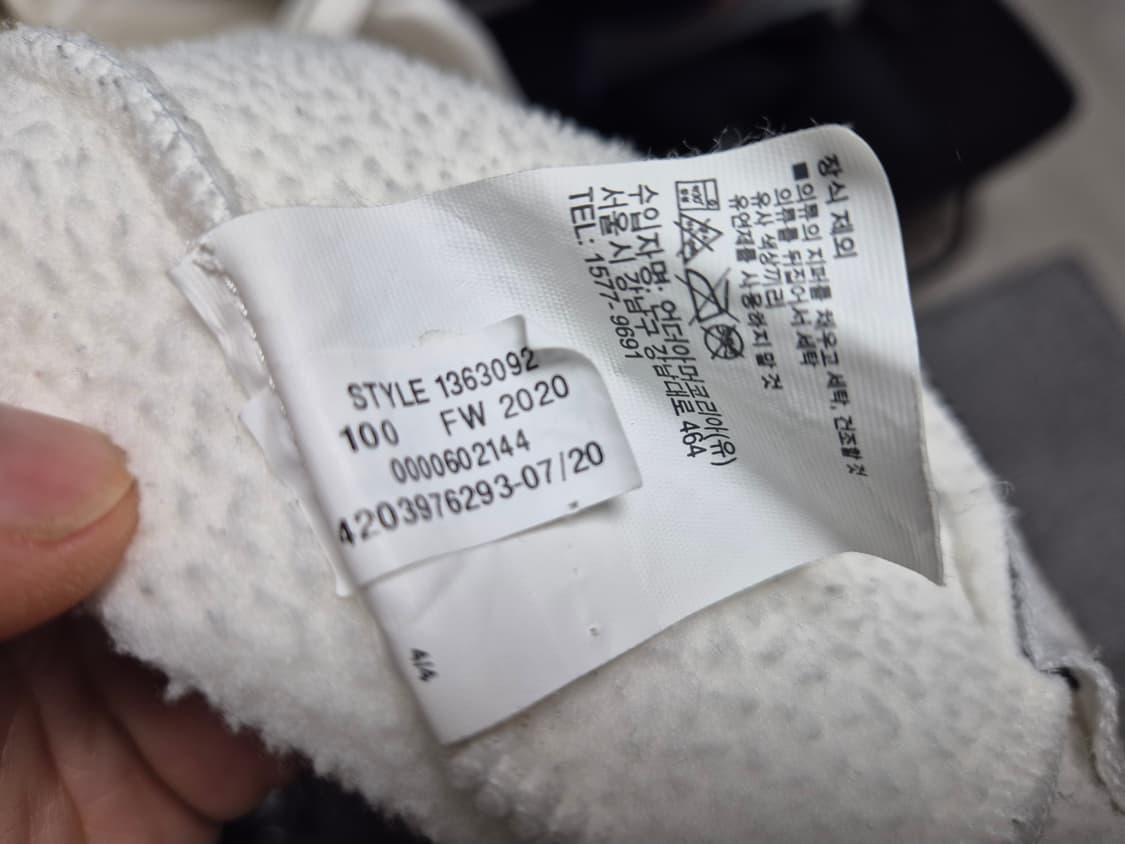 STYLE 1363092
100 FW 2020
0000602144
4203976293-07/20
4/4
장식 제외
■의류의 지퍼를 채우고 세탁, 건조할 것
의류를 뒤집어서 세탁
유사 색상끼리
유연제를 사용하지 말 것
수입자명: 언더아머코리아(유)
서울시 강남구 강남대로 464
TEL: 1577-9691